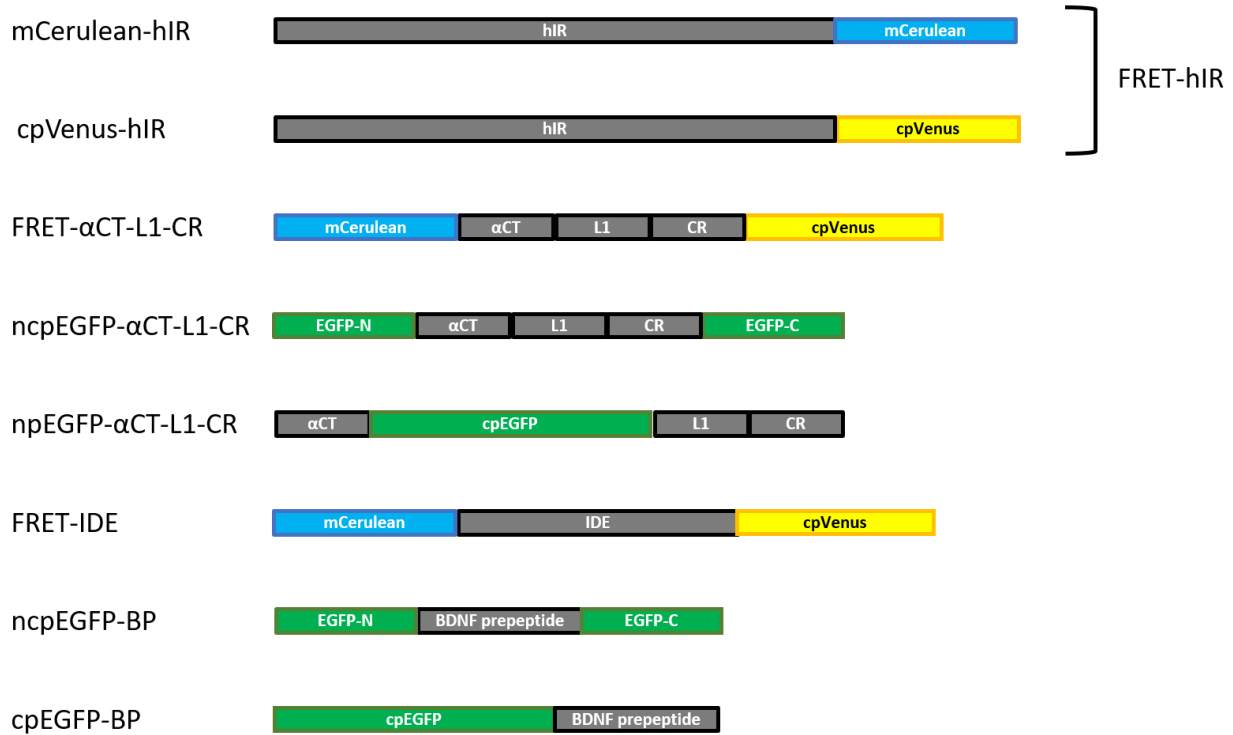 mCerulean-hIR
hIR
mCerulean
FRET-hIR
cpVenus-hIR
hIR
cpVenus
FRET-αCT-L1-CR
mCerulean
αCT
L1
CR
cpVenus
ncpEGFP-αCT-L1-CR
EGFP-N
αCT
L1
CR
EGFP-C
npEGFP-αCT-L1-CR
αCT
cpEGFP
L1
CR
FRET-IDE
mCerulean
IDE
cpVenus
ncpEGFP-BP
EGFP-N
BDNF prepeptide
EGFP-C
cpEGFP-BP
cpEGFP
BDNF prepeptide